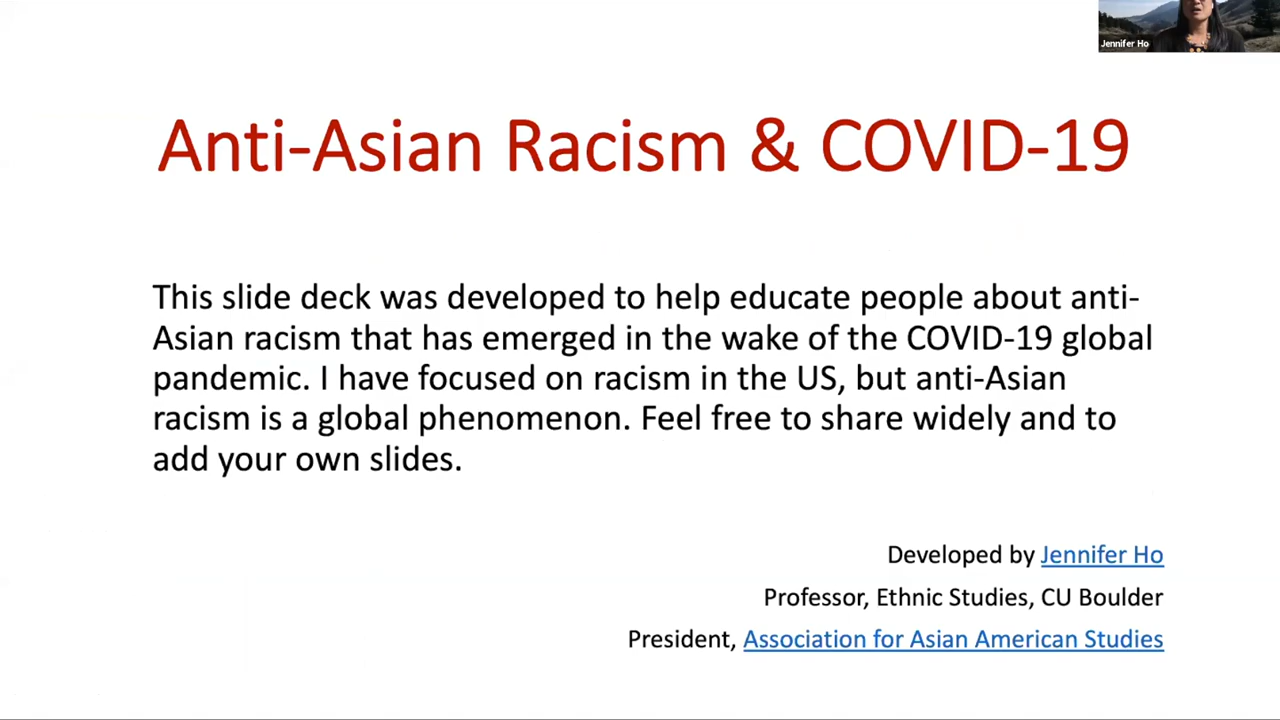 Jennifer Ho
Anti-Asian Racism & COVID-19
This slide deck was developed to help educate people about anti-
Asian racism that has emerged in the wake of the COVID-19 global
pandemic. I have focused on racism in the US, but anti-Asian
racism is a global phenomenon. Feel free to share widely and to
add your own slides.
Developed by Jennifer Ho
Professor, Ethnic Studies, CU Boulder
President, Association for Asian American Studies